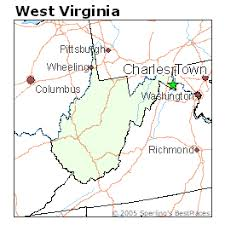 West Virginia
Pittsburgh
Wheeling
Charles Town
Columbus
Washington
Richmond
© 2005 Sperling's BestPlaces